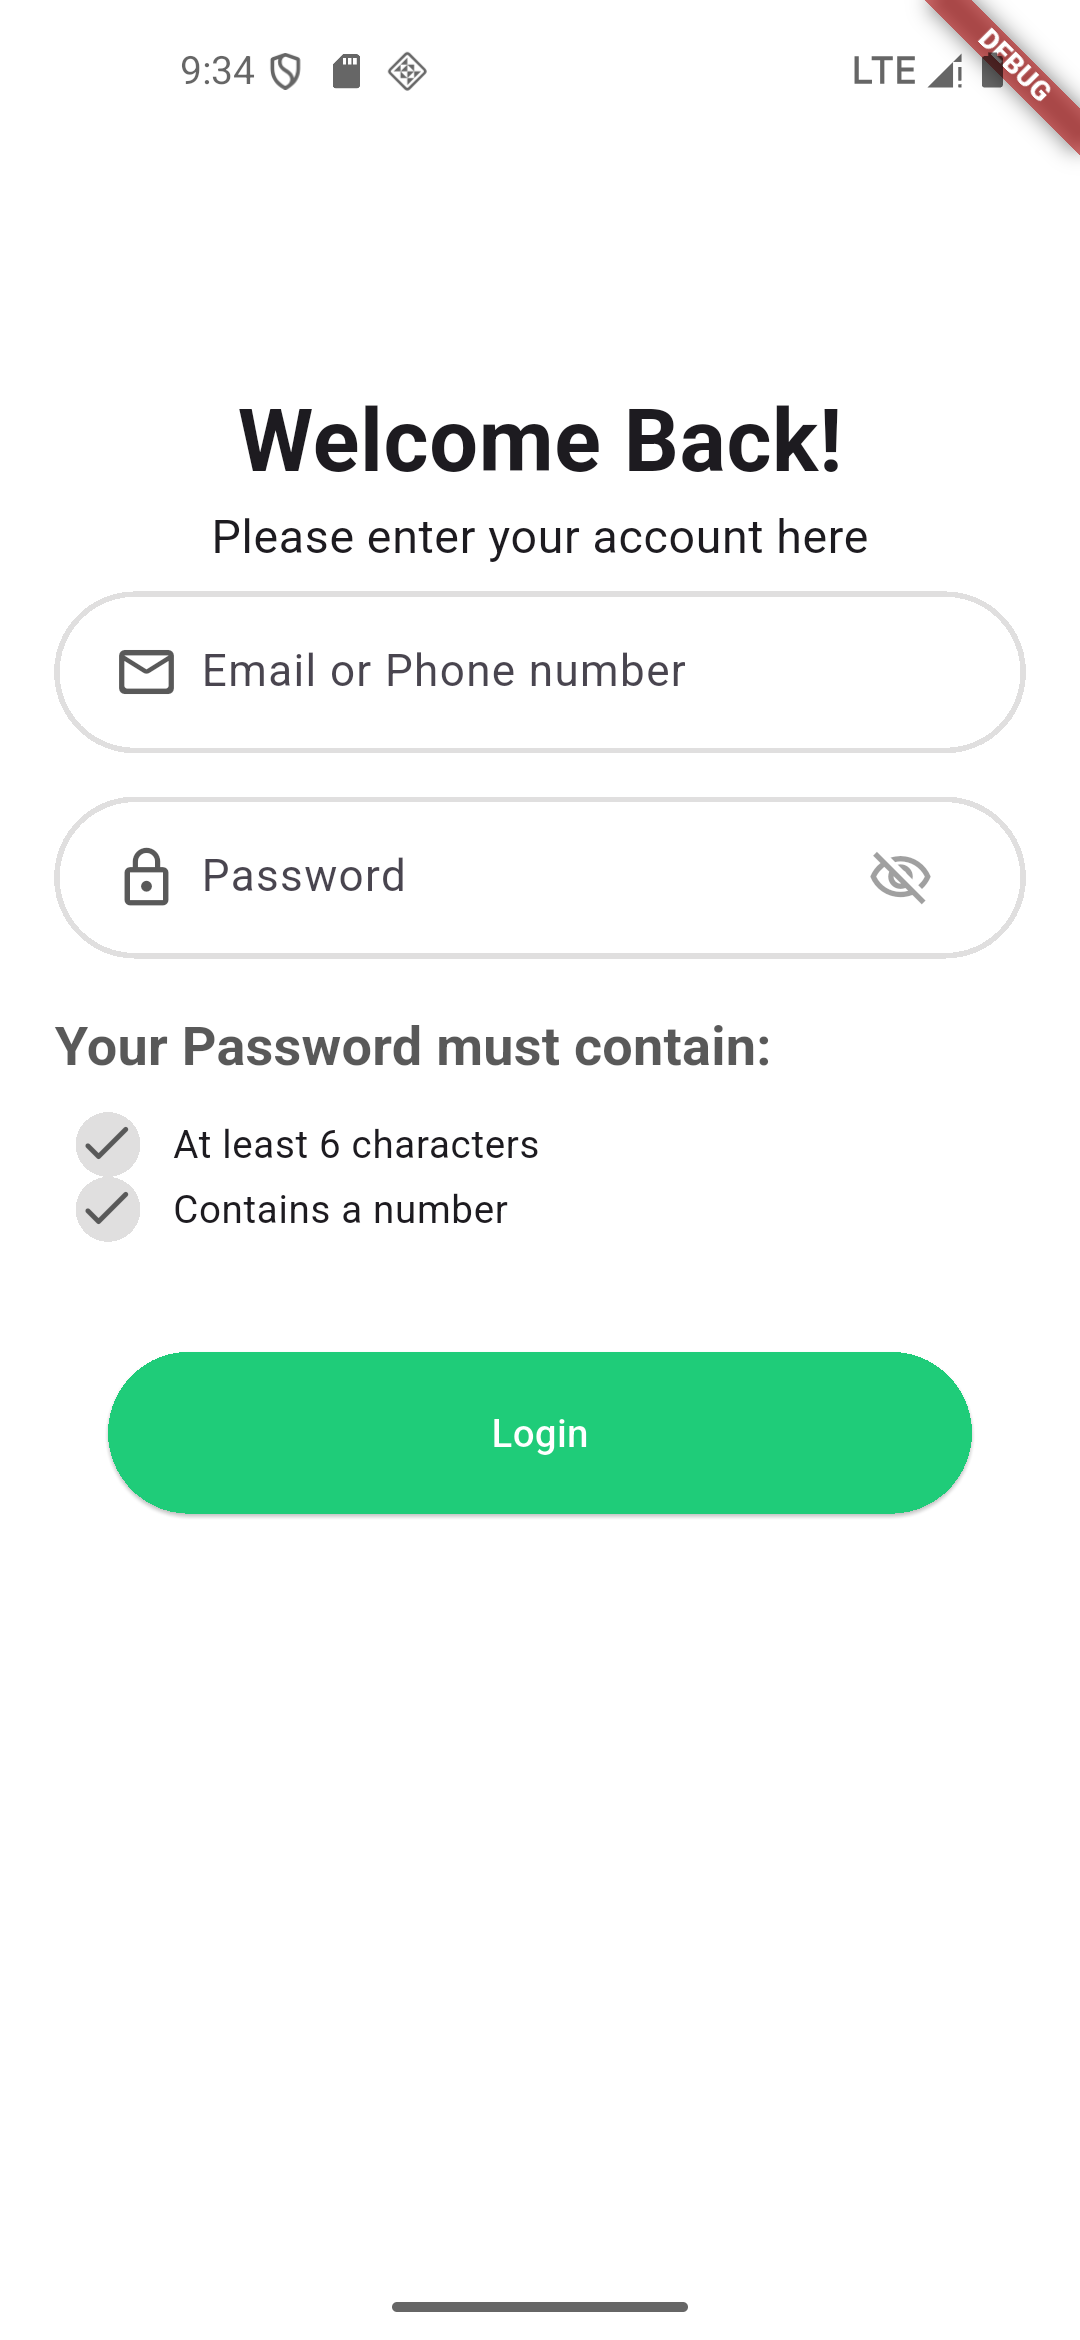 9:34 LTE
DEBUG
Welcome Back!
Please enter your account here
Email or Phone number
Password
Your Password must contain:
At least 6 characters
Contains a number
Login